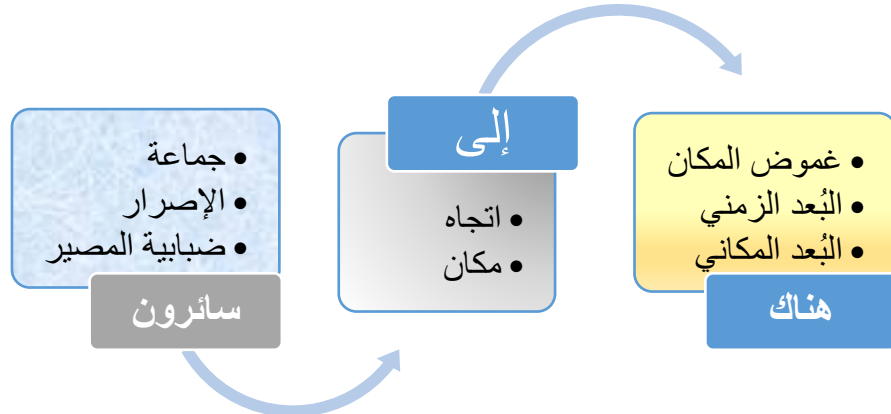 • جماعة
• الإصرار
• ضبابية المصير
سائرون
إلى
• اتجاه
• مكان
• غموض المكان
• البُعد الزمني
• البُعد المكاني
هناك